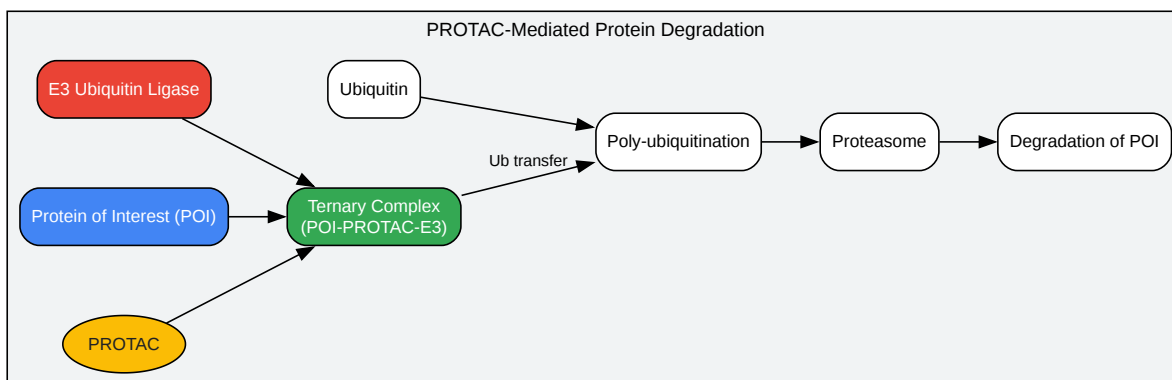 PROTAC-Mediated Protein Degradation
E3 Ubiquitin Ligase
Ubiquitin
Poly-ubiquitination
Proteasome
Degradation of POI
Ub transfer
Protein of Interest (POI)
Ternary Complex
(POI-PROTAC-E3)
PROTAC